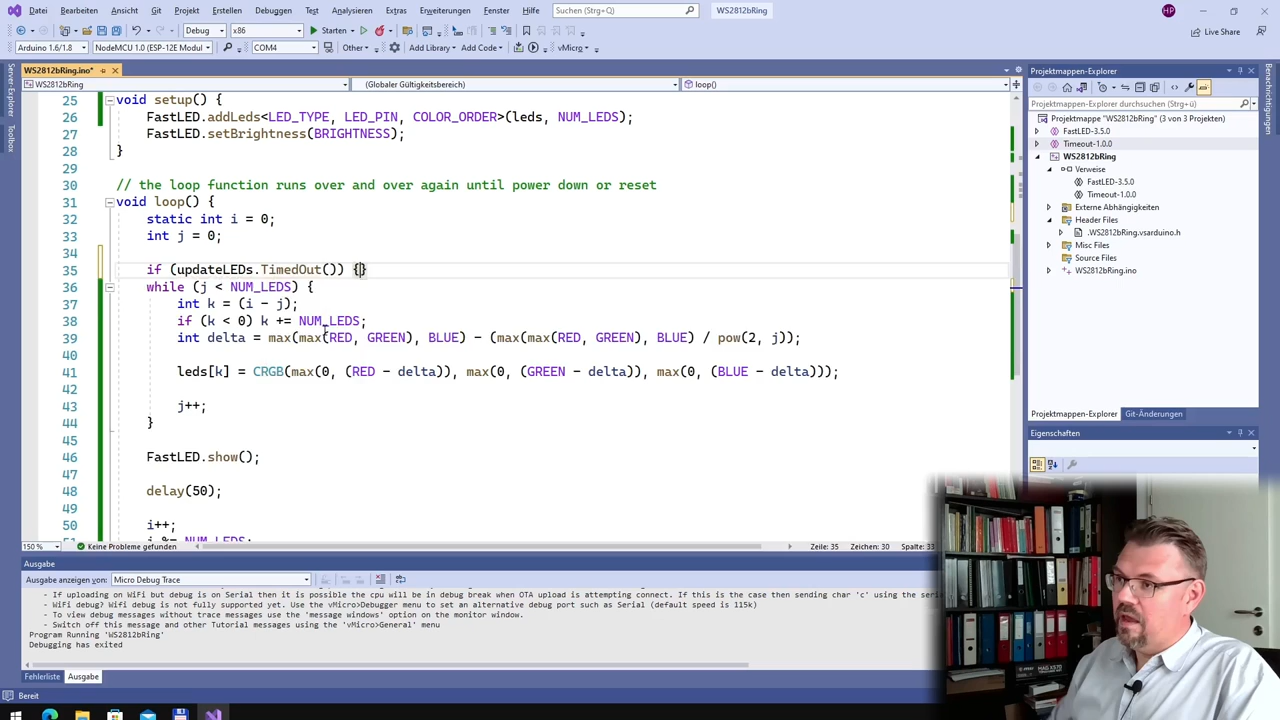 Datei Bearbeiten Ansicht Git Projekt Erstellen Debuggen Test Analysieren Extras Erweiterungen Fenster Hilfe Suchen (Strg+Q) WS2812bRing HP
Debug x86 Starten Live Share
Arduino 1.6/1.8 NodeMCU 1.0 (ESP-12E Modul) COM4 Other Add Library Add Code vMicro
Server-Explorer
Toolbox
WS2812bRing.ino*
WS2812bRing (Globaler Gültigkeitsbereich) loop()
25 void setup() {
26 FastLED.addLeds<LED_TYPE, LED_PIN, COLOR_ORDER>(leds, NUM_LEDS);
27 FastLED.setBrightness(BRIGHTNESS);
28 }
29
30 // the loop function runs over and over again until power down or reset
31 void loop() {
32 static int i = 0;
33 int j = 0;
34
35 if (updateLEDs.TimedOut()) {}
36 while (j < NUM_LEDS) {
37 int k = (i - j);
38 if (k < 0) k += NUM_LEDS;
39 int delta = max(max(RED, GREEN), BLUE) - (max(max(RED, GREEN), BLUE) / pow(2, j));
40
41 leds[k] = CRGB(max(0, (RED - delta)), max(0, (GREEN - delta)), max(0, (BLUE - delta)));
42
43 j++;
44 }
45
46 FastLED.show();
47
48 delay(50);
49
50 i++;
51 i %= NUM_LEDS;
150 % Keine Probleme gefunden Zeile: 35 Zeichen: 30 Spalte: 33
Ausgabe
Ausgabe anzeigen von: Micro Debug Trace
- If uploading on WiFi but debug is on Serial then it is possible the cpu will be in debug break when OTA upload is attempting connect. If this is the case then sending char 'c' using the seria
- WiFi debug? Wifi debug is not fully supported yet. Use the vMicro>Debugger menu to set an alternative debug port such as Serial (default speed is 115k)
- To view debug messages without trace messages use the 'message windows' option on the monitor window.
- Switch off this message and other Tutorial messages using the 'vMicro>General' menu
Program Running 'WS2812bRing'
Debugging has exited
Fehlerliste Ausgabe
Bereit
Projektmappen-Explorer
Projektmappen-Explorer durchsuchen (Strg+ü)
Projektmappe "WS2812bRing" (3 von 3 Projekten)
FastLED-3.5.0
Timeout-1.0.0
WS2812bRing
Verweise
FastLED-3.5.0
Timeout-1.0.0
Externe Abhängigkeiten
Header Files
.WS2812bRing.vsarduino.h
Misc Files
Source Files
WS2812bRing.ino
Projektmappen-Explorer Git-Änderungen
Eigenschaften
Benachrichtigungen